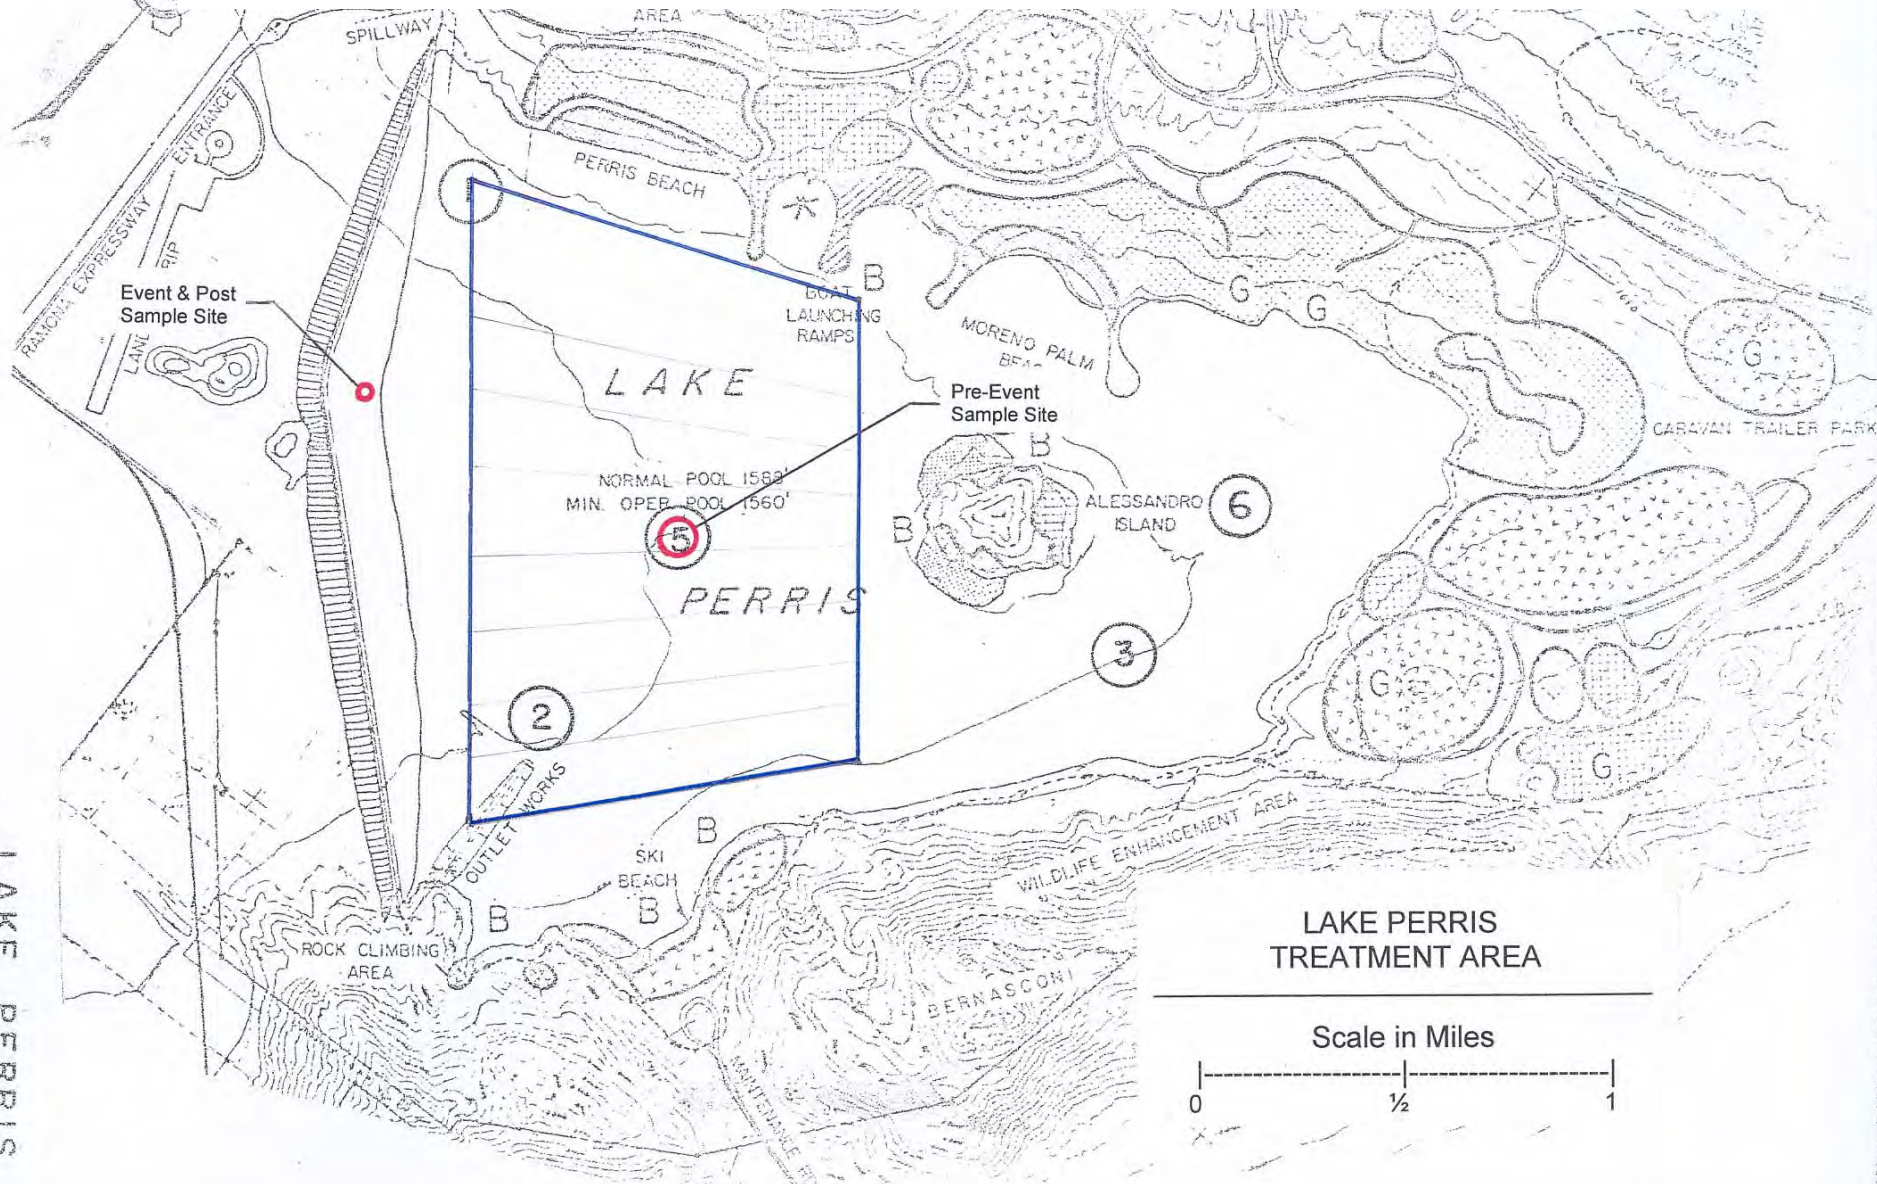 AREA
SPILLWAY
ENTRANCE
PERRIS BEACH
RAMONA EXPRESSWAY
Event & Post
Sample Site
B
BOAT
LAUNCHING
RAMPS
G
G
MORENO PALM
G
LAKE
Pre-Event
Sample Site
CARAVAN TRAILER PARK
NORMAL POOL 1588'
MIN. OPER. POOL 1560'
B
B
ALESSANDRO
ISLAND
6
5
PERRIS
3
G
2
G
OUTLET WORKS
B
SKI
BEACH
B
B
WILDLIFE ENHANCEMENT AREA
ROCK CLIMBING
AREA
BERNASCONI
MAINTENANCE
LAKE PERRIS
LAKE PERRIS
TREATMENT AREA
Scale in Miles
0 ½ 1